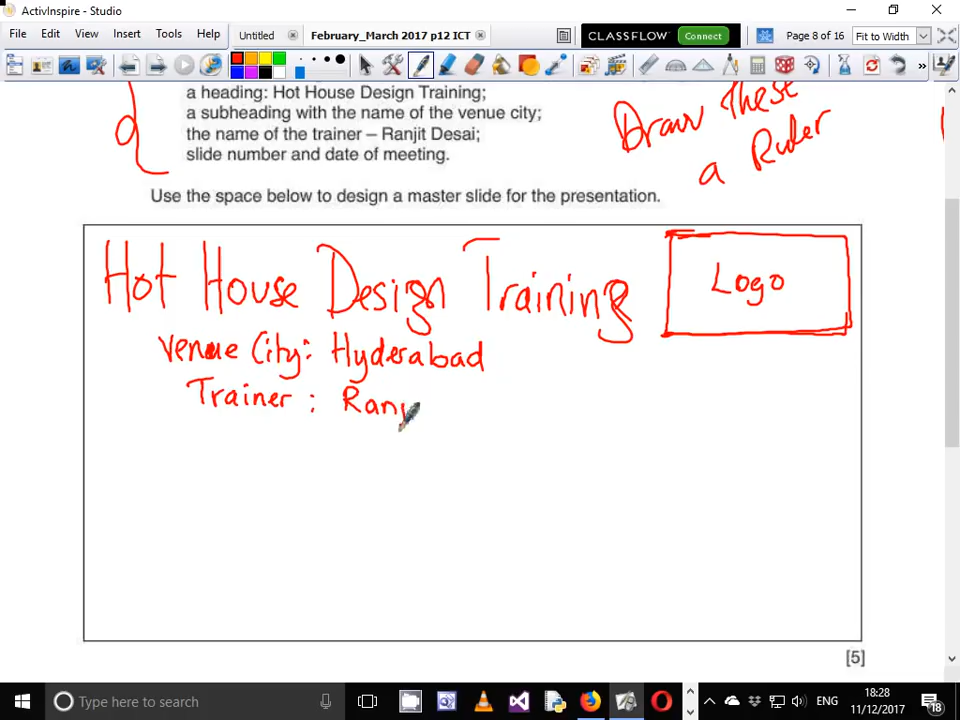 ActivInspire - Studio
File Edit View Insert Tools Help Untitled February_March 2017 p12 ICT CLASSFLOW Connect Page 8 of 16 Fit to Width
a heading: Hot House Design Training;
a subheading with the name of the venue city;
the name of the trainer – Ranjit Desai;
slide number and date of meeting.
Draw These
a Ruler
Use the space below to design a master slide for the presentation.
Hot House Design Training
Logo
Venue City: Hyderabad
Trainer :
[5]
Type here to search
ENG
18:28
11/12/2017
18